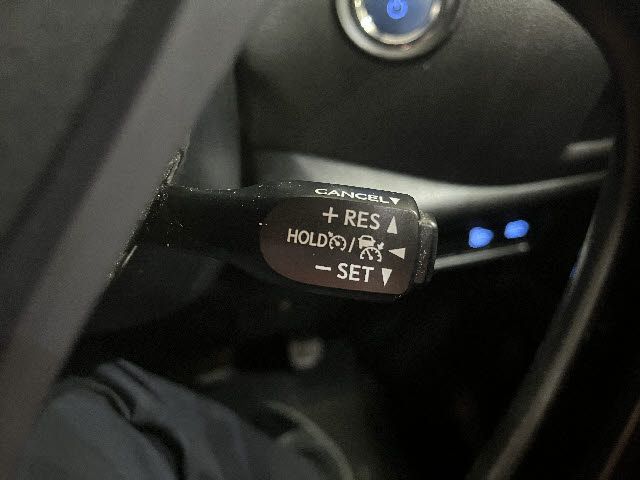 CANCEL▼
+ RES ▲
HOLD / ◀
− SET ▼